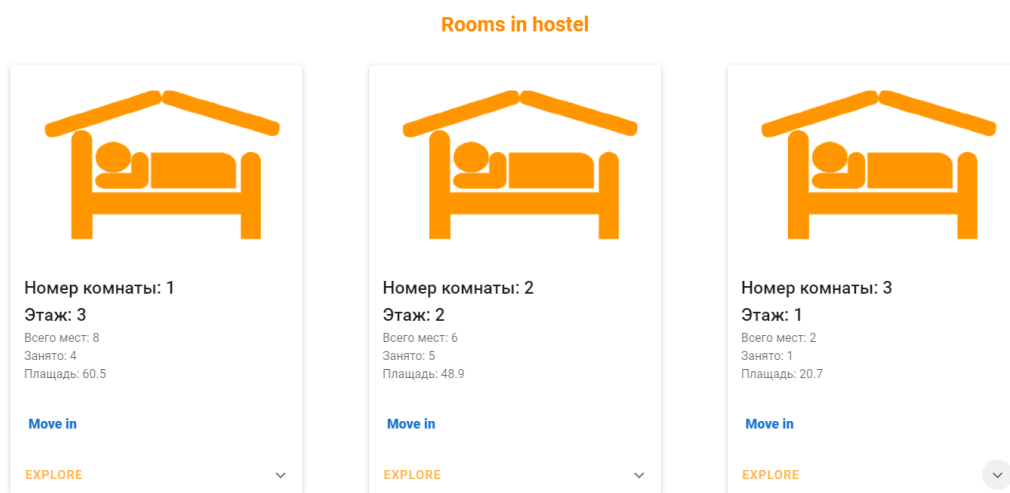 Rooms in hostel
Номер комнаты: 1
Этаж: 3
Всего мест: 8
Занято: 4
Плащадь: 60.5
Move in
EXPLORE
Номер комнаты: 2
Этаж: 2
Всего мест: 6
Занято: 5
Плащадь: 48.9
Move in
EXPLORE
Номер комнаты: 3
Этаж: 1
Всего мест: 2
Занято: 1
Плащадь: 20.7
Move in
EXPLORE